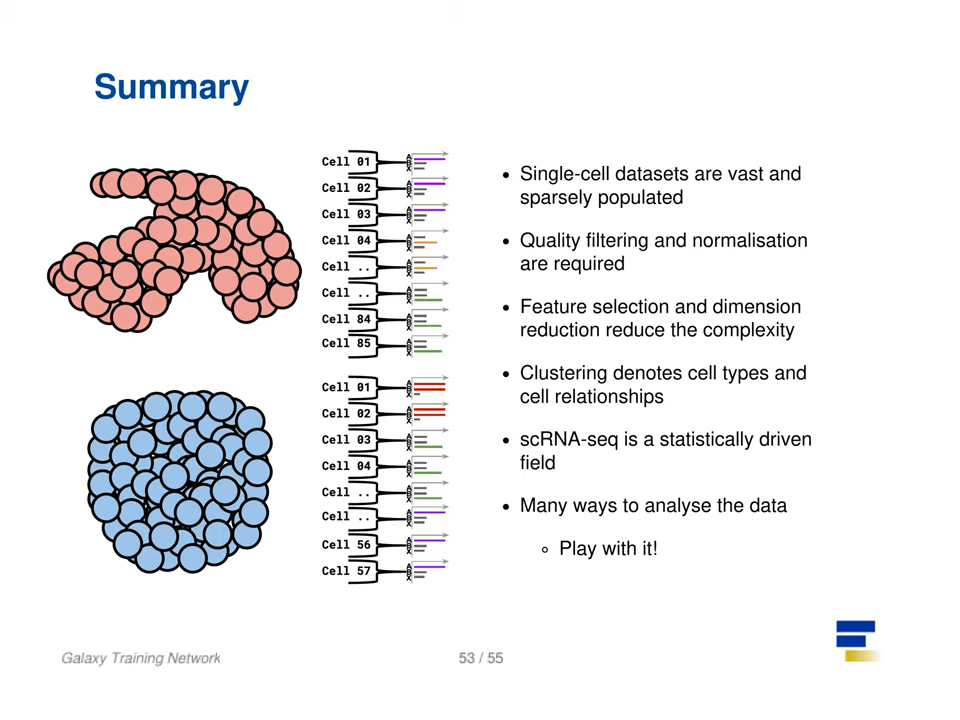 Summary
Cell 01
Cell 02
Cell 03
Cell 04
Cell ..
Cell ..
Cell 84
Cell 85
Cell 01
Cell 02
Cell 03
Cell 04
Cell ..
Cell ..
Cell 56
Cell 57
Single-cell datasets are vast and
sparsely populated
Quality filtering and normalisation
are required
Feature selection and dimension
reduction reduce the complexity
Clustering denotes cell types and
cell relationships
scRNA-seq is a statistically driven
field
Many ways to analyse the data
Play with it!
Galaxy Training Network
53 / 55